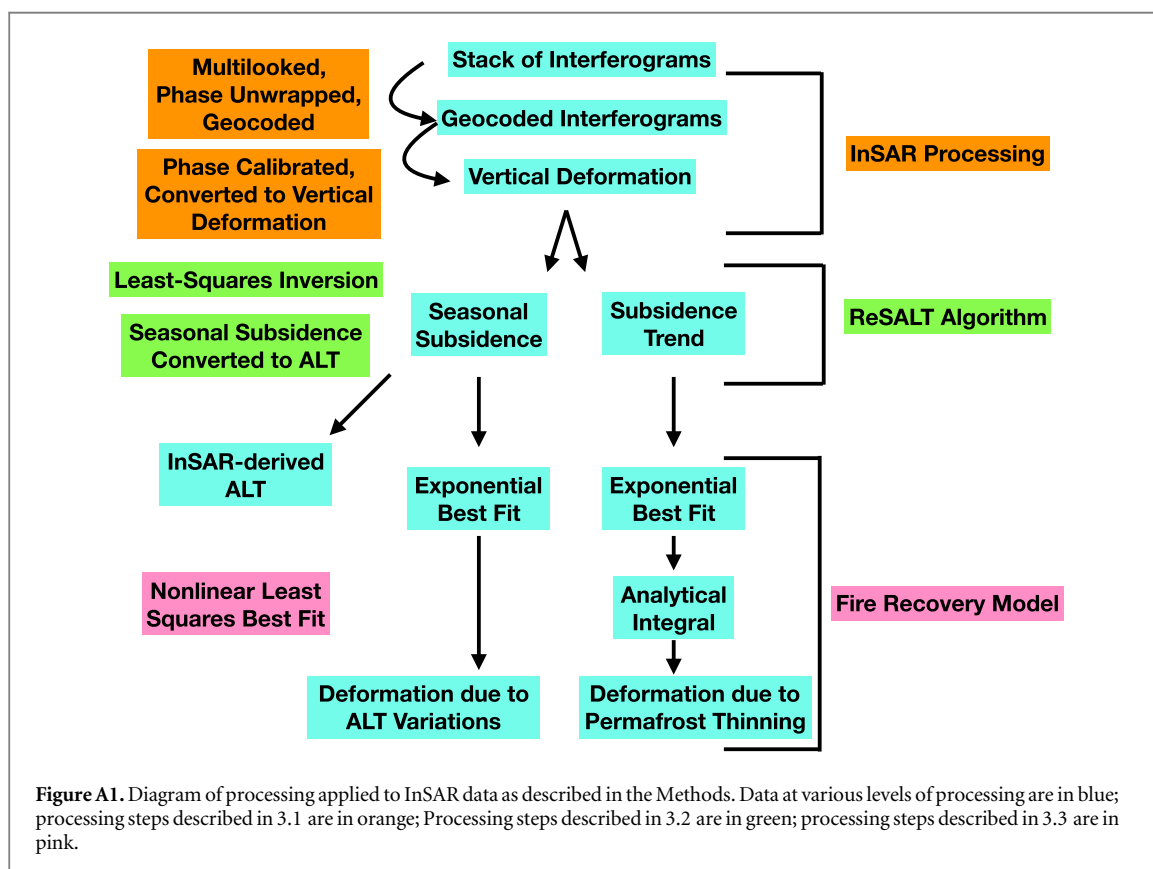 Stack of Interferograms
Multilooked,
Phase Unwrapped,
Geocoded
Geocoded Interferograms
InSAR Processing
Phase Calibrated,
Converted to Vertical
Deformation
Vertical Deformation
Least-Squares Inversion
Seasonal Subsidence
Converted to ALT
Seasonal
Subsidence
Subsidence
Trend
ReSALT Algorithm
InSAR-derived
ALT
Exponential
Best Fit
Exponential
Best Fit
Nonlinear Least
Squares Best Fit
Analytical
Integral
Fire Recovery Model
Deformation due to
ALT Variations
Deformation due to
Permafrost Thinning
Figure A1. Diagram of processing applied to InSAR data as described in the Methods. Data at various levels of processing are in blue;
processing steps described in 3.1 are in orange; Processing steps described in 3.2 are in green; processing steps described in 3.3 are in
pink.